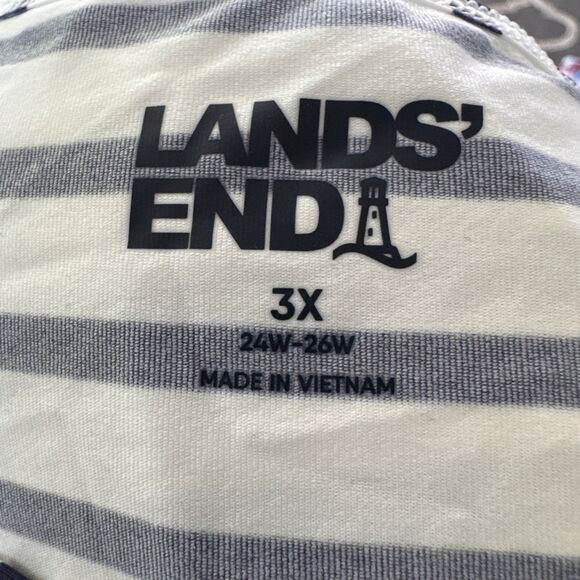 LANDS'
END
3X
24W-26W
MADE IN VIETNAM